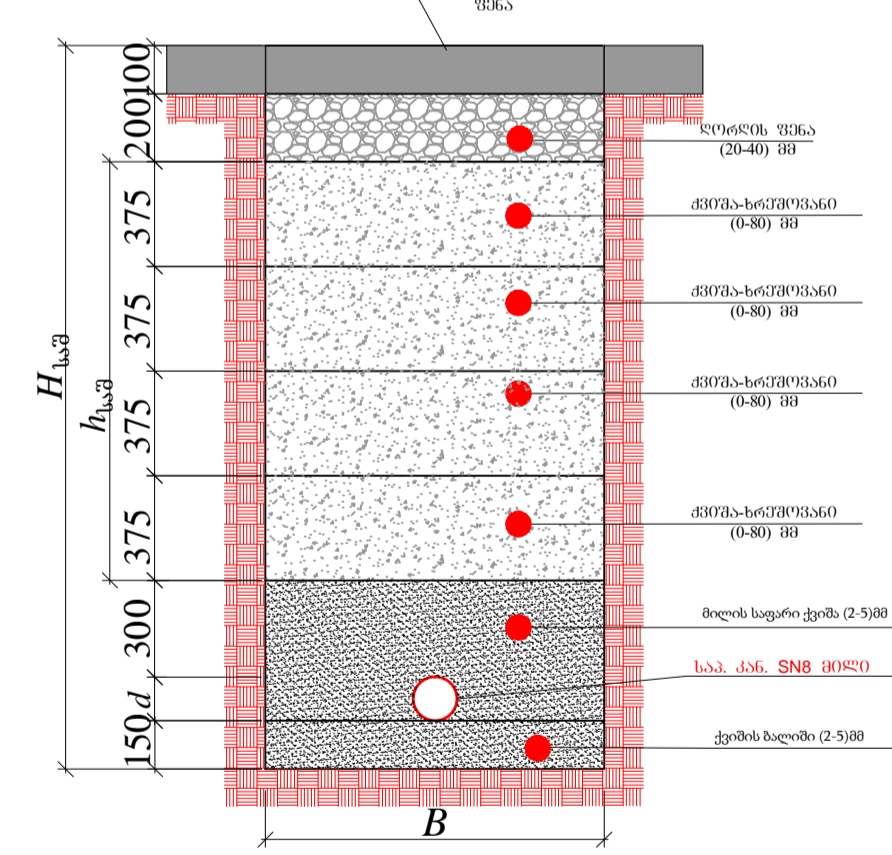 ფენა
100
200
ღორღის ფენა
(20-40) მმ
375
ქვიშა-ხრეშოვანი
(0-80) მმ
375
ქვიშა-ხრეშოვანი
(0-80) მმ
375
ქვიშა-ხრეშოვანი
(0-80) მმ
375
ქვიშა-ხრეშოვანი
(0-80) მმ
Hსაშ
hსაშ
300
მილის საფარი ქვიშა (2-5)მმ
d
საპ. კან. SN8 მილი
150
ქვიშის ბალიში (2-5)მმ
B